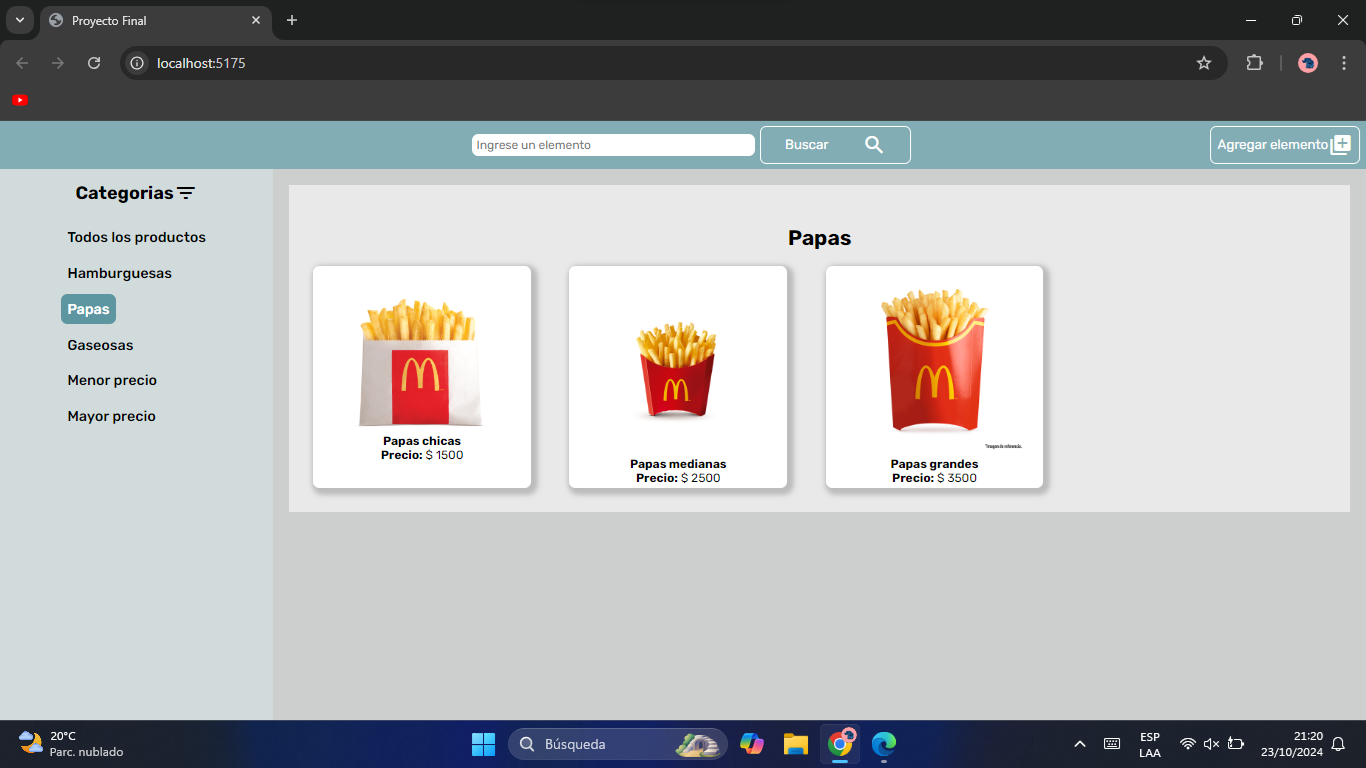 Proyecto Final
localhost:5175
Ingrese un elemento
Buscar
Agregar elemento
Categorias
Todos los productos
Hamburguesas
Papas
Gaseosas
Menor precio
Mayor precio
Papas
Papas chicas
Precio: $ 1500
Papas medianas
Precio: $ 2500
*Imagen de referencia.
Papas grandes
Precio: $ 3500
20°C
Parc. nublado
Búsqueda
ESP
LAA
21:20
23/10/2024